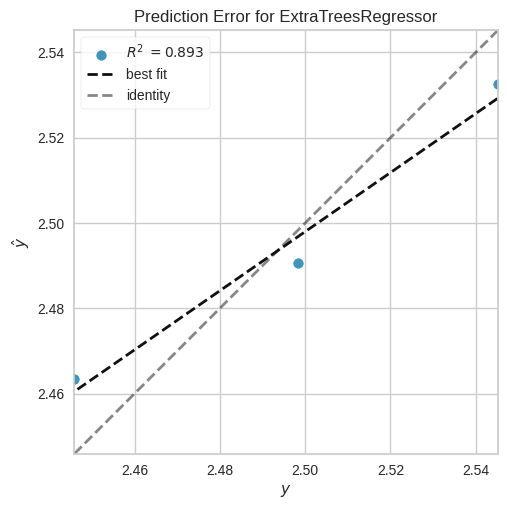 Prediction Error for ExtraTreesRegressor
R² = 0.893
best fit
identity
2.54
2.52
2.50
2.48
2.46
ŷ
2.46 2.48 2.50 2.52 2.54
y